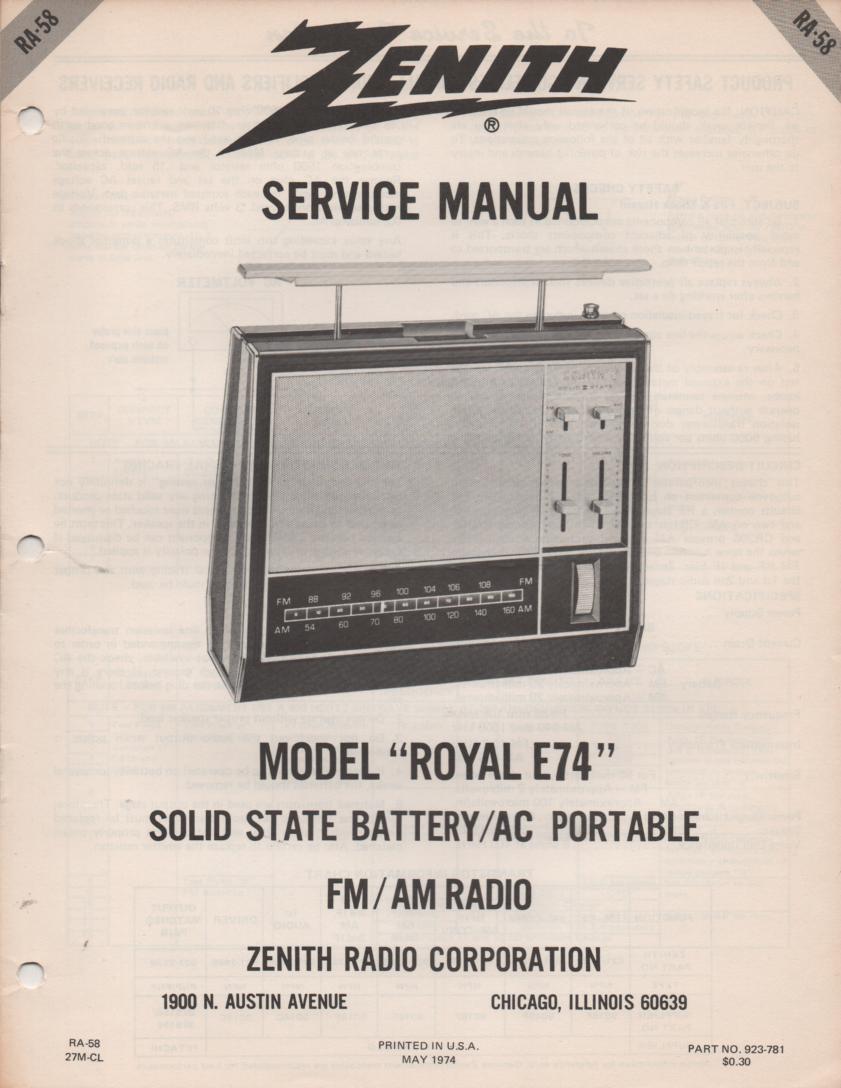 RA-58
RA-58
ZENITH
®
SERVICE MANUAL
FM 88 92 96 100 104 106 108 FM
AM 54 60 70 80 100 120 140 160 AM
MODEL “ROYAL E74”
SOLID STATE BATTERY/AC PORTABLE
FM/AM RADIO
ZENITH RADIO CORPORATION
1900 N. AUSTIN AVENUE CHICAGO, ILLINOIS 60639
RA-58
27M-CL
PRINTED IN U.S.A.
MAY 1974
PART NO. 923-781
$0.30